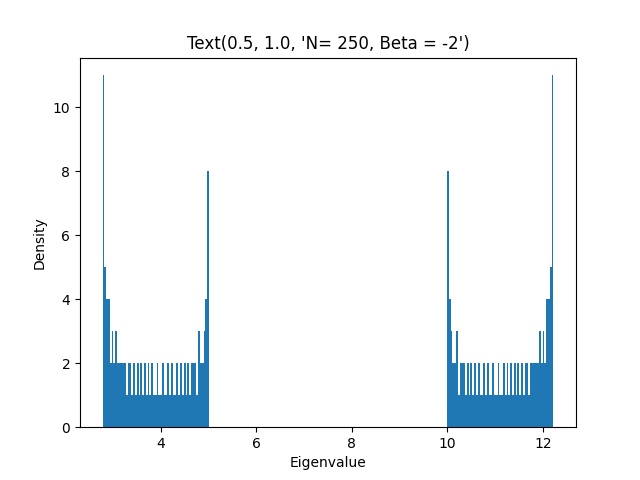 Text(0.5, 1.0, 'N= 250, Beta = -2')
10
8
6
4
2
0
Density
4 6 8 10 12
Eigenvalue